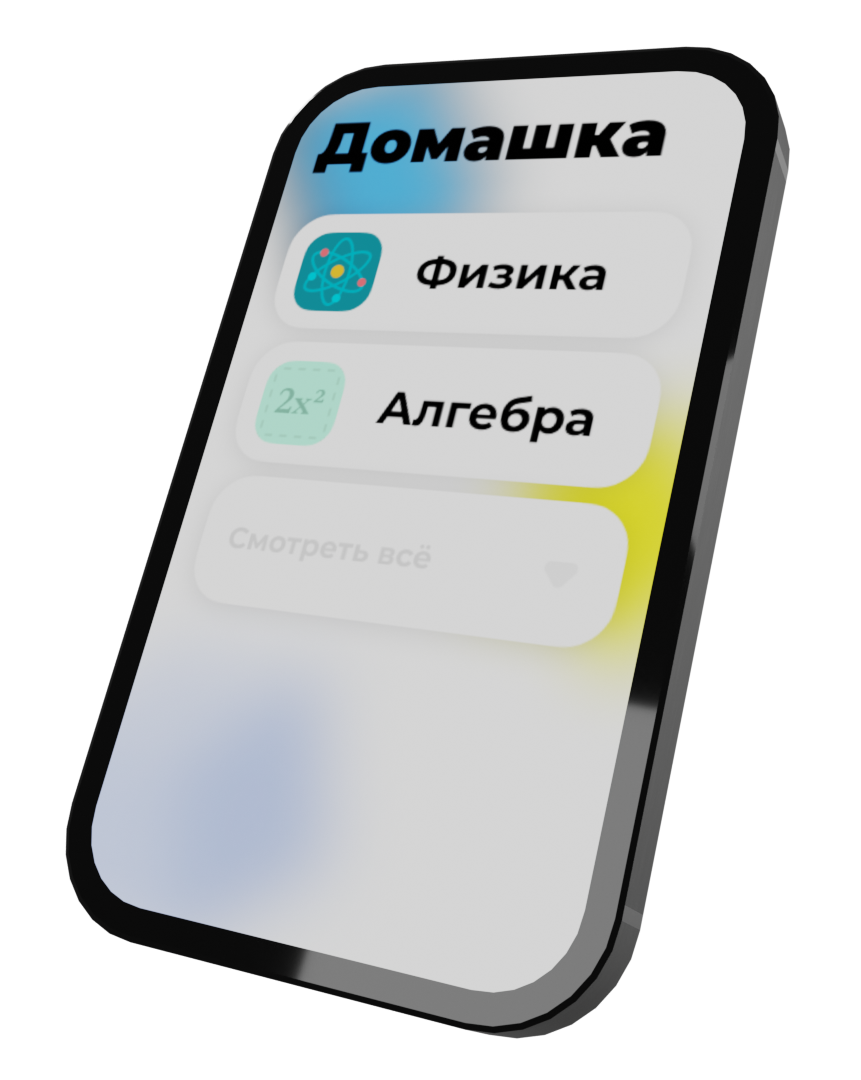 Домашка
Физика
2x²
Алгебра
Смотреть всё